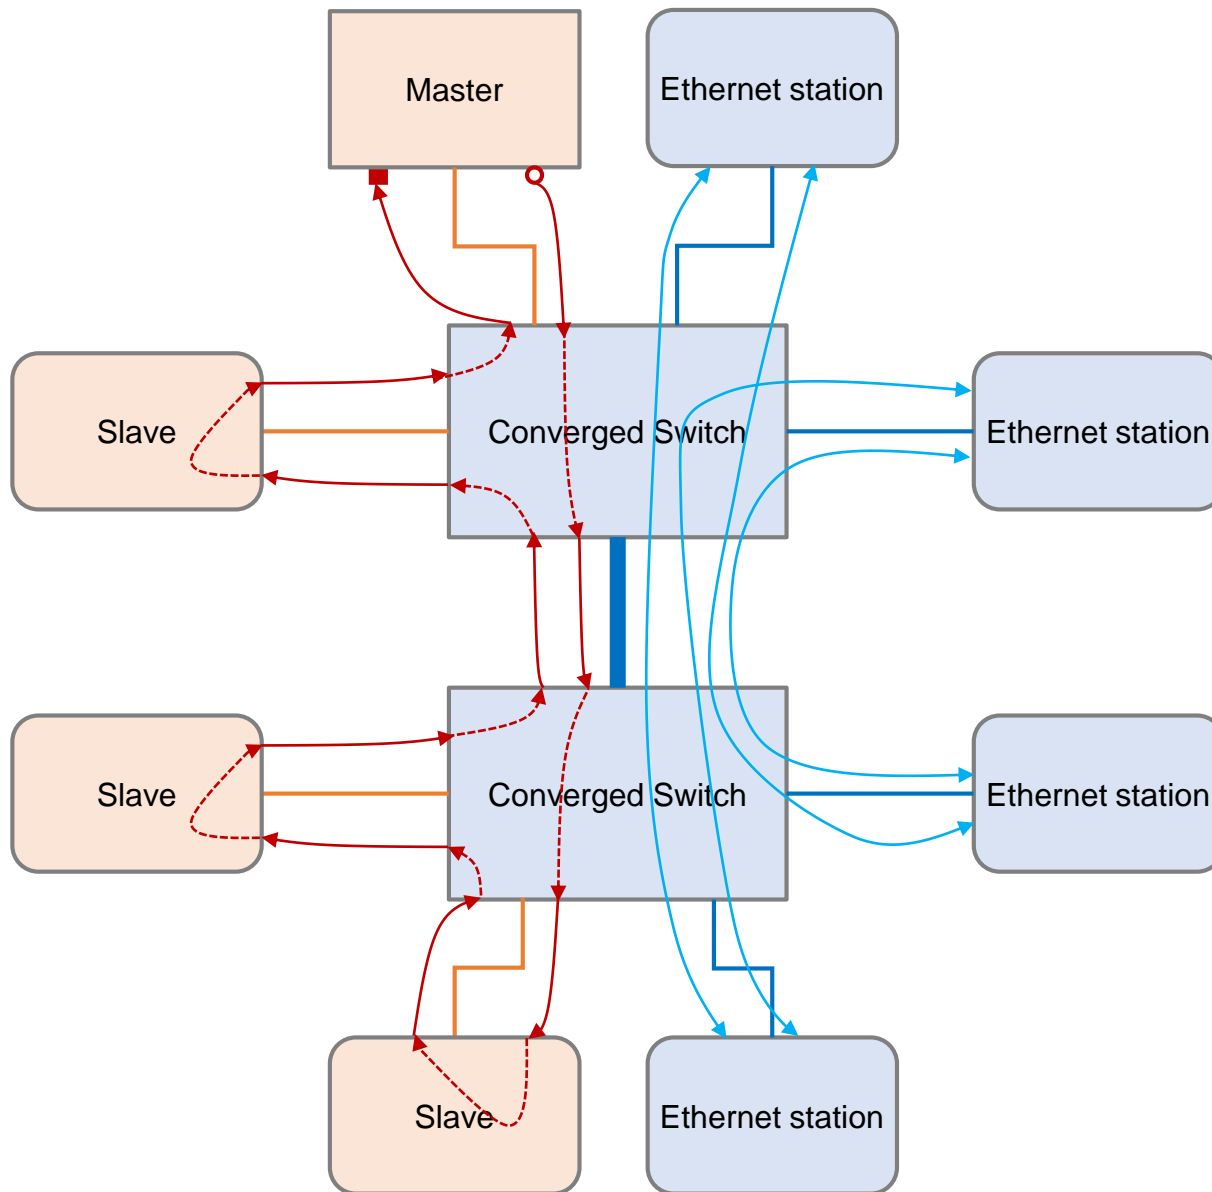 Master
Ethernet station
Slave
Converged Switch
Ethernet station
Slave
Converged Switch
Ethernet station
Slave
Ethernet station